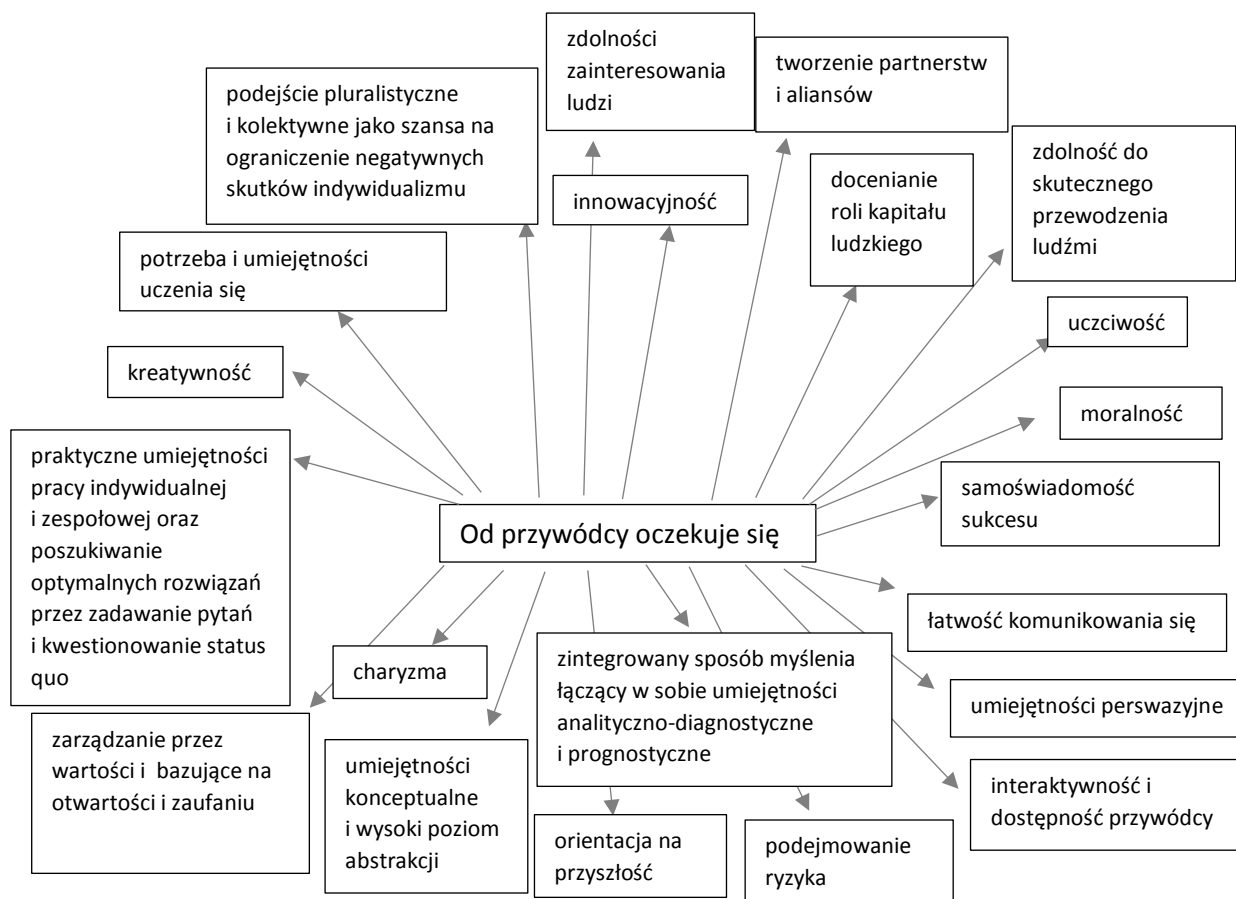 zdolności
zainteresowania
ludzi
tworzenie partnerstw
i aliansów
podejście pluralistyczne
i kolektywne jako szansa na
ograniczenie negatywnych
skutków indywidualizmu
innowacyjność
docenianie
roli kapitału
ludzkiego
zdolność do
skutecznego
przewodzenia
ludźmi
potrzeba i umiejętności
uczenia się
uczciwość
kreatywność
moralność
praktyczne umiejętności
pracy indywidualnej
i zespołowej oraz
poszukiwanie
optymalnych rozwiązań
przez zadawanie pytań
i kwestionowanie status
quo
samoświadomość
sukcesu
Od przywódcy oczekuje się
łatwość komunikowania się
charyzma
zintegrowany sposób myślenia
łączący w sobie umiejętności
analityczno-diagnostyczne
i prognostyczne
umiejętności perswazyjne
zarządzanie przez
wartości i bazujące na
otwartości i zaufaniu
umiejętności
konceptualne
i wysoki poziom
abstrakcji
interaktywność i
dostępność przywódcy
orientacja na
przyszłość
podejmowanie
ryzyka